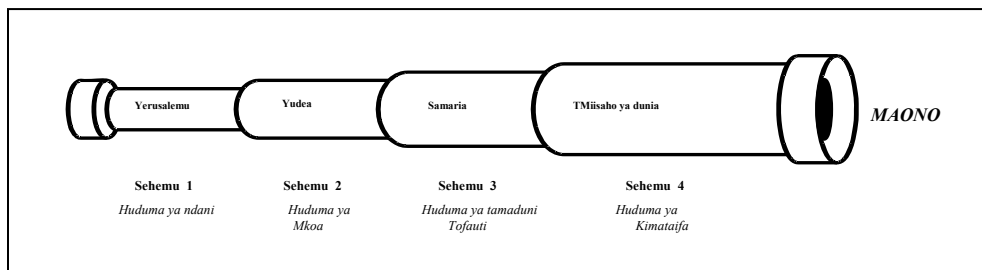 Yerusalemu
Yudea
Samaria
TMiisaho ya dunia
MAONO
Sehemu 1
Sehemu 2
Sehemu 3
Sehemu 4
Huduma ya ndani
Huduma ya
Mkoa
Huduma ya tamaduni
Tofauti
Huduma ya
Kimataifa